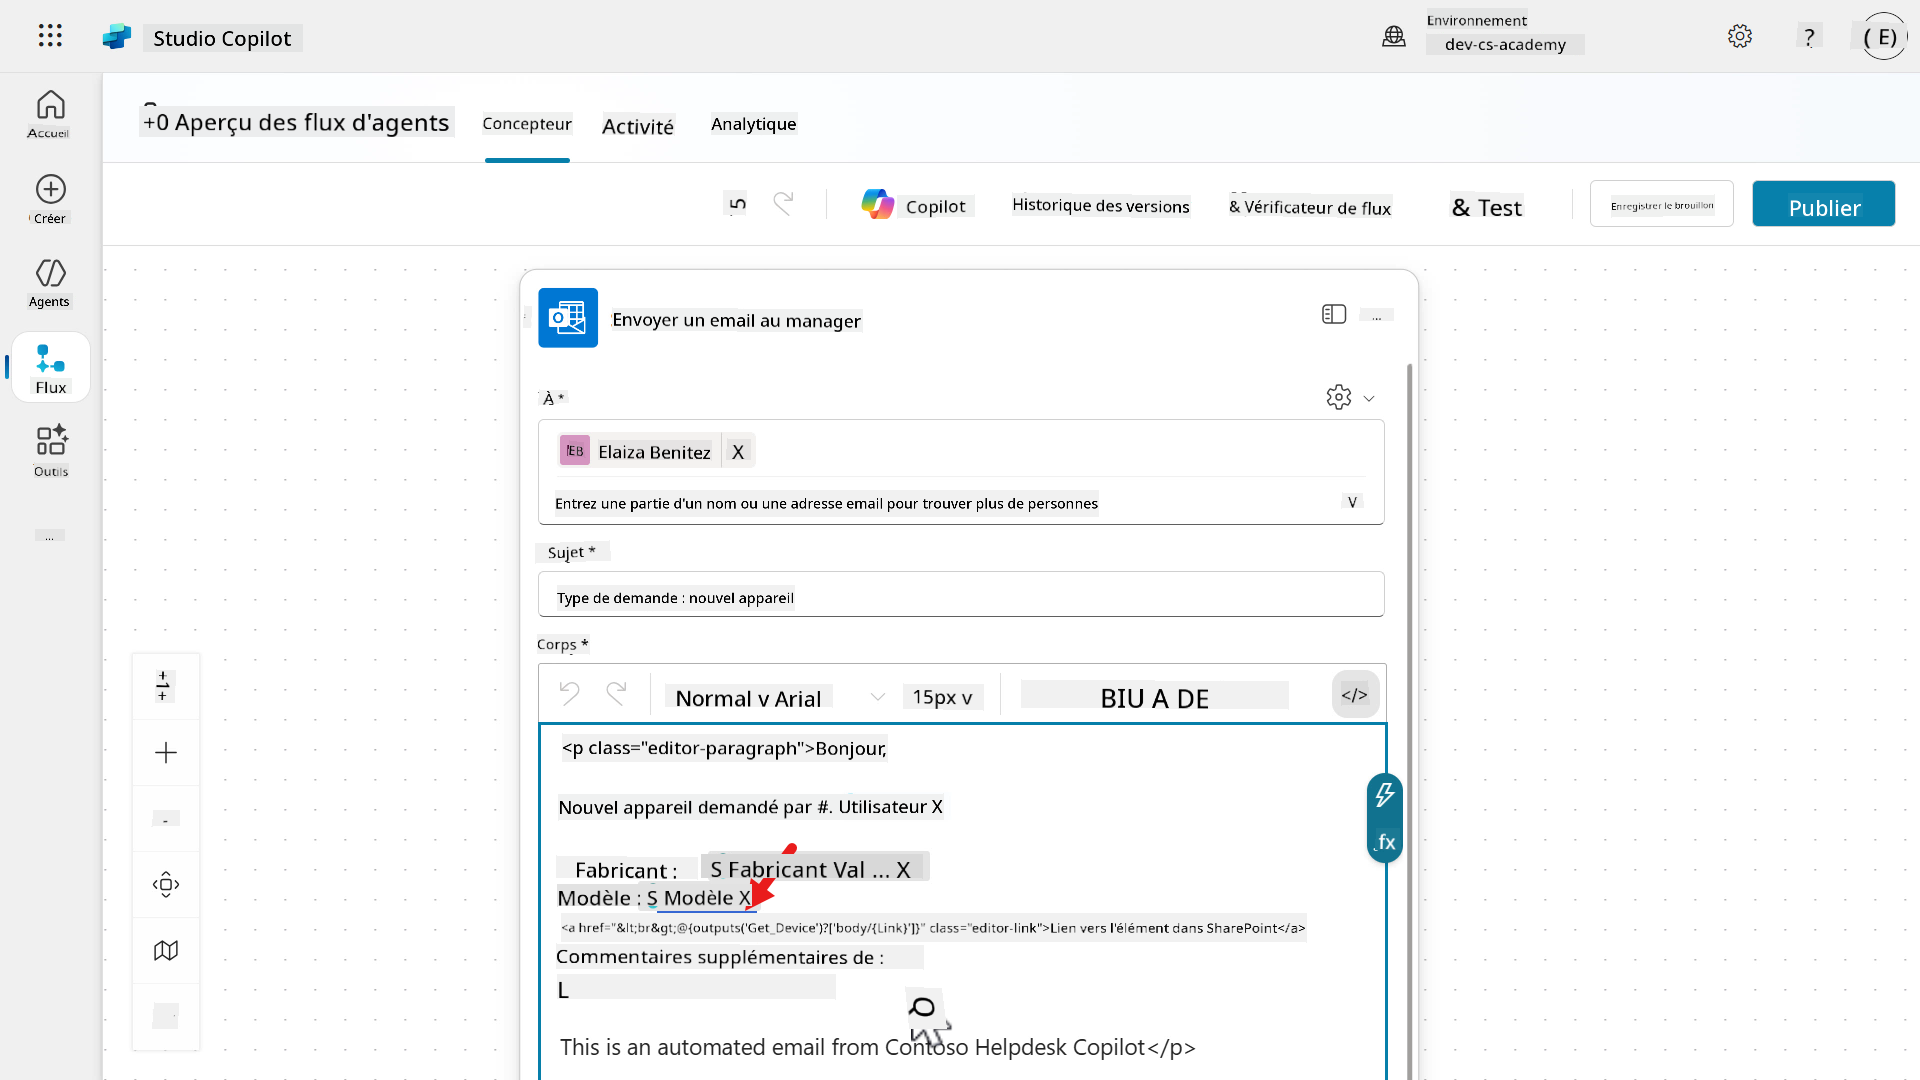 Studio Copilot
Environnement
dev-cs-academy
?
( E)
Accueil
Créer
Agents
Flux
Outils
...
+0 Aperçu des flux d'agents
Concepteur
Activité
Analytique
5
Copilot
Historique des versions
& Vérificateur de flux
& Test
Enregistrer le brouillon
Publier
Envoyer un email au manager
...
À *
EB Elaiza Benitez X
Entrez une partie d'un nom ou une adresse email pour trouver plus de personnes
V
Sujet *
Type de demande : nouvel appareil
Corps *
Normal v Arial
15px v
BIU A DE
</>
<p class="editor-paragraph">Bonjour,
Nouvel appareil demandé par #. Utilisateur X
fx
Fabricant : S Fabricant Val ... X
Modèle : S Modèle X
<a href="&lt;br&gt;@{outputs('Get_Device')?['body/{Link}']}" class="editor-link">Lien vers l'élément dans SharePoint</a>
Commentaires supplémentaires de :
L
This is an automated email from Contoso Helpdesk Copilot</p>